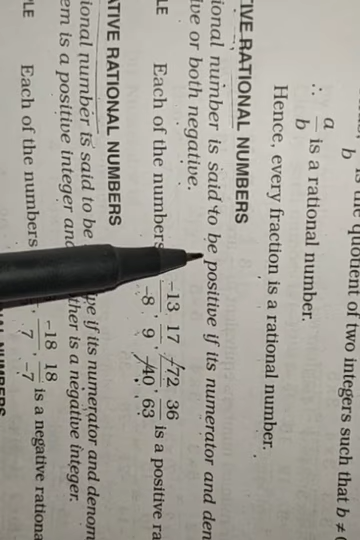 b is the quotient of two integers such that b ≠
∴ a/b is a rational number.
Hence, every fraction is a rational number.
TIVE RATIONAL NUMBERS
ional number is said to be positive if its numerator and den
ive or both negative.
LE Each of the numbers -13/-8, 17/9, -72/-40, 36/63 is a positive ra
ATIVE RATIONAL NUMBERS
ional number is said to be ve if its numerator and denom
em is a positive integer and ther is a negative integer.
LE Each of the numbers -18/7, 18/-7 is a negative rationa
NUMBERS